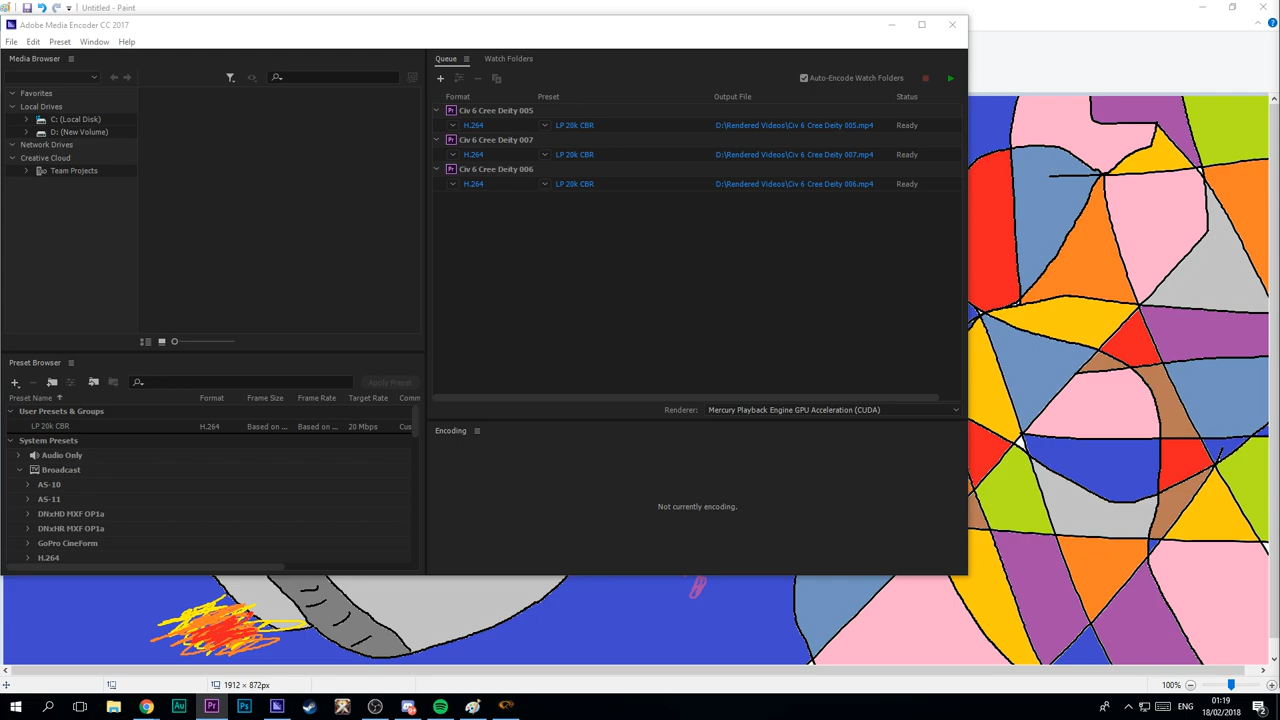 Untitled - Paint
Adobe Media Encoder CC 2017
File Edit Preset Window Help
Media Browser
Favorites
Local Drives
C: (Local Disk)
D: (New Volume)
Network Drives
Creative Cloud
Team Projects
Queue Watch Folders
Auto-Encode Watch Folders
Format Preset Output File Status
Pr Civ 6 Cree Deity 005
H.264 LP 20k CBR D:\Rendered Videos\Civ 6 Cree Deity 005.mp4 Ready
Pr Civ 6 Cree Deity 007
H.264 LP 20k CBR D:\Rendered Videos\Civ 6 Cree Deity 007.mp4 Ready
Pr Civ 6 Cree Deity 006
H.264 LP 20k CBR D:\Rendered Videos\Civ 6 Cree Deity 006.mp4 Ready
Renderer: Mercury Playback Engine GPU Acceleration (CUDA)
Preset Browser
Apply Preset
Preset Name Format Frame Size Frame Rate Target Rate Comm
User Presets & Groups
LP 20k CBR H.264 Based on ... Based on ... 20 Mbps Cus
System Presets
Audio Only
Broadcast
AS-10
AS-11
DNxHD MXF OP1a
DNxHR MXF OP1a
GoPro CineForm
H.264
Encoding
Not currently encoding.
1912 × 872px
100%
Au Pr Ps
ENG 01:19
18/02/2018
2